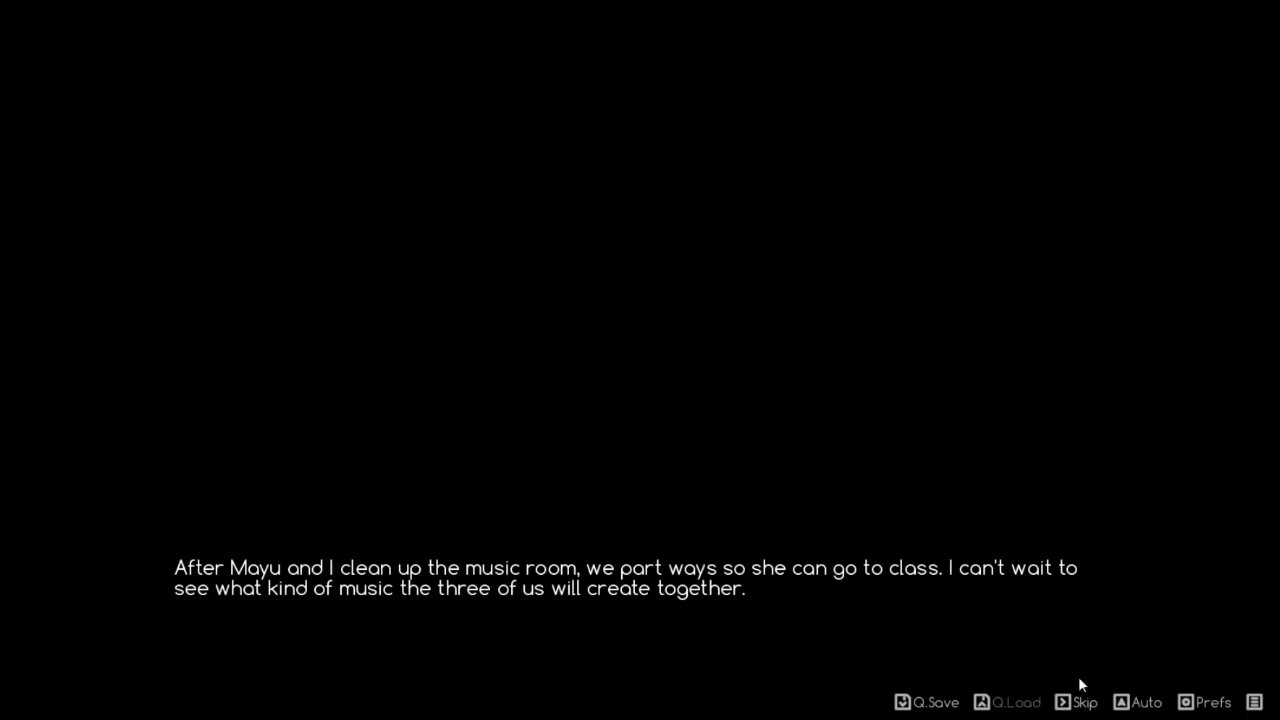 After Mayu and I clean up the music room, we part ways so she can go to class. I can't wait to
see what kind of music the three of us will create together.
Q.Save Q.Load Skip Auto Prefs